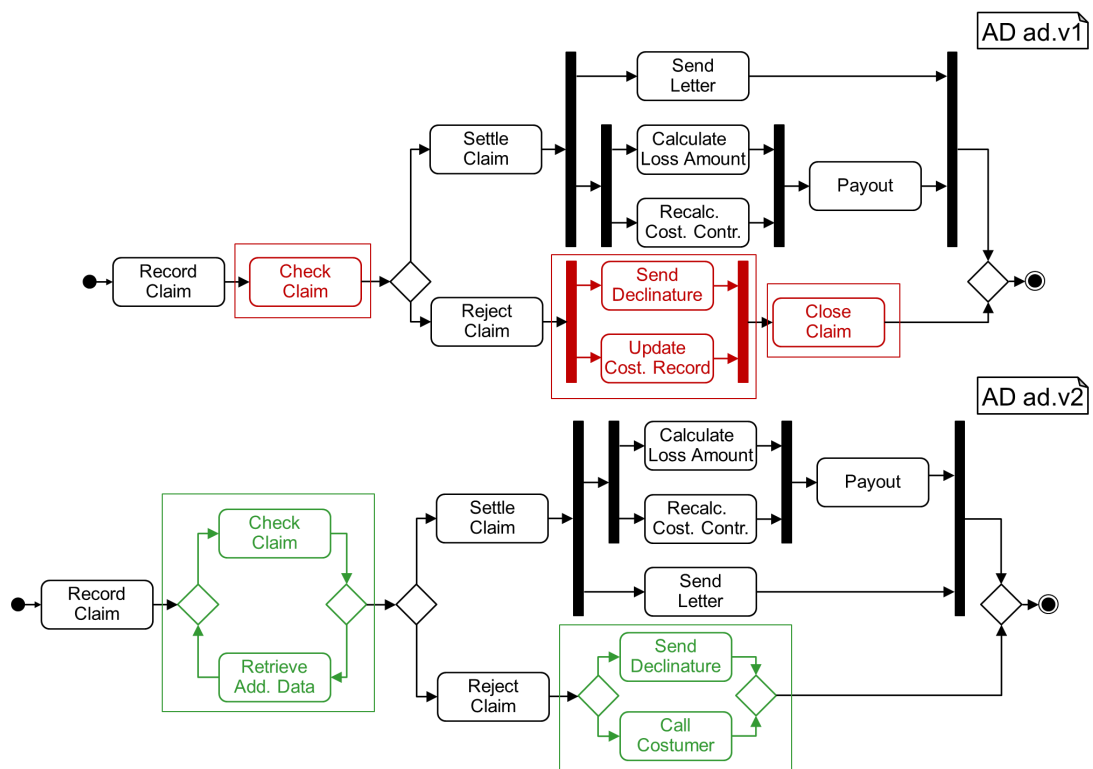 AD ad.v1
Send
Letter
Settle
Claim
Calculate
Loss Amount
Payout
Recalc.
Cost. Contr.
Record
Claim
Check
Claim
Send
Declinature
Reject
Claim
Close
Claim
Update
Cost. Record
AD ad.v2
Calculate
Loss Amount
Payout
Settle
Claim
Recalc.
Cost. Contr.
Check
Claim
Send
Letter
Record
Claim
Retrieve
Add. Data
Send
Declinature
Reject
Claim
Call
Costumer